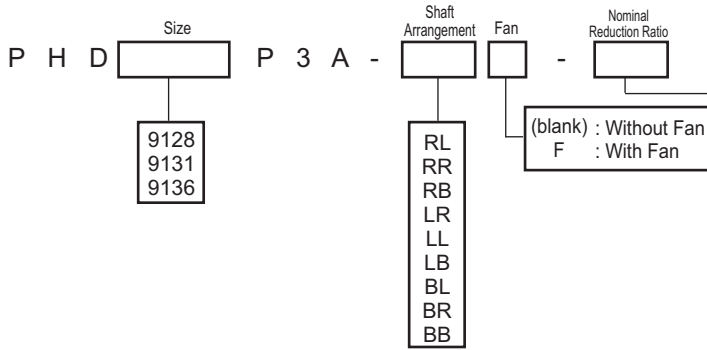 Size
Shaft
Arrangement
Fan
Nominal
Reduction Ratio
P H D P 3 A - -
9128
9131
9136
RL
RR
RB
LR
LL
LB
BL
BR
BB
(blank) : Without Fan
F : With Fan